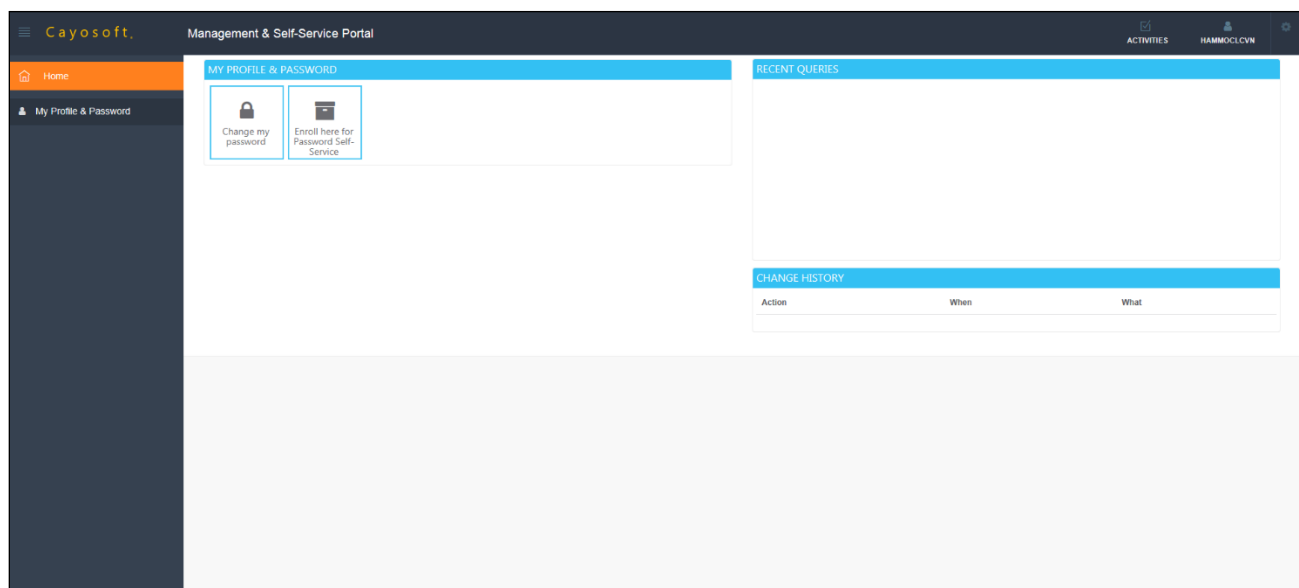 Cayosoft.
Management & Self-Service Portal
ACTIVITIES
HAMMOCLCVN
Home
My Profile & Password
MY PROFILE & PASSWORD
Change my
password
Enroll here for
Password Self-
Service
RECENT QUERIES
CHANGE HISTORY
Action When What